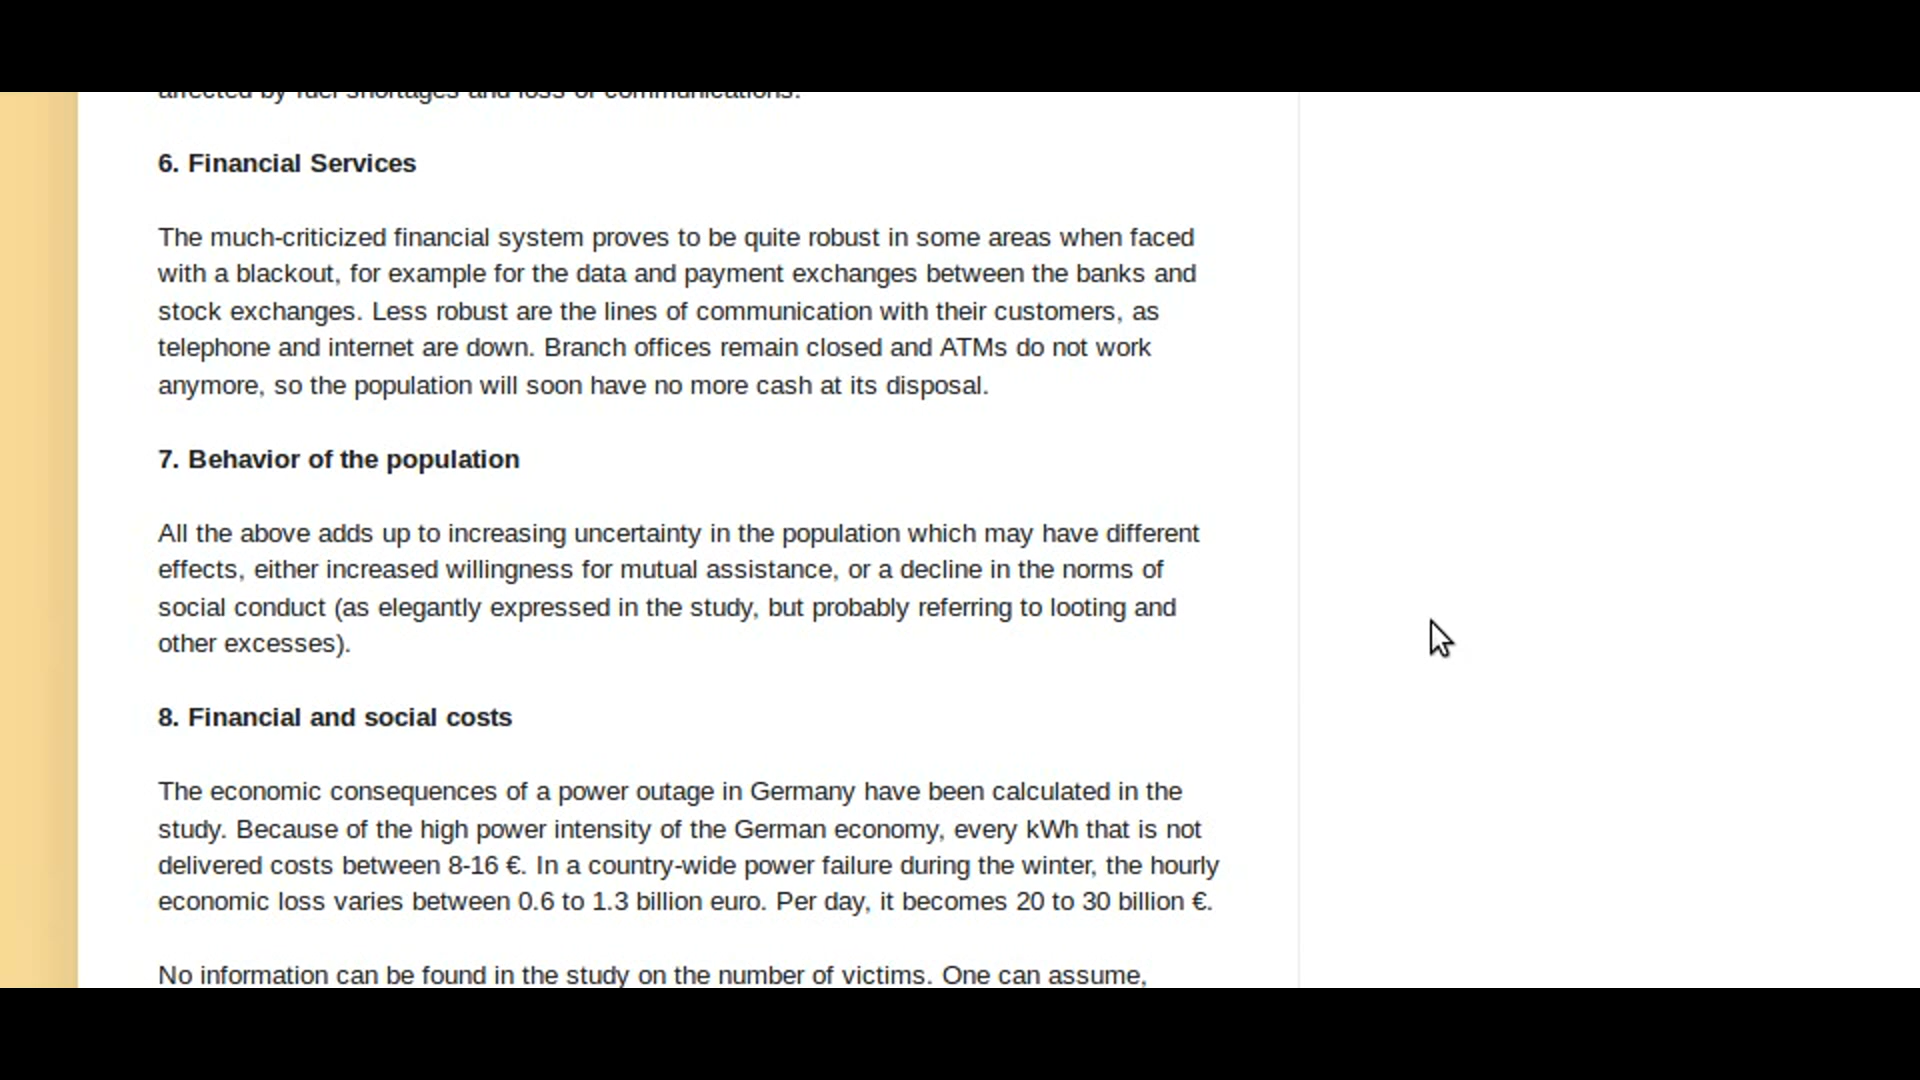 affected by fuel shortages and loss of communications.
6. Financial Services
The much-criticized financial system proves to be quite robust in some areas when faced
with a blackout, for example for the data and payment exchanges between the banks and
stock exchanges. Less robust are the lines of communication with their customers, as
telephone and internet are down. Branch offices remain closed and ATMs do not work
anymore, so the population will soon have no more cash at its disposal.
7. Behavior of the population
All the above adds up to increasing uncertainty in the population which may have different
effects, either increased willingness for mutual assistance, or a decline in the norms of
social conduct (as elegantly expressed in the study, but probably referring to looting and
other excesses).
8. Financial and social costs
The economic consequences of a power outage in Germany have been calculated in the
study. Because of the high power intensity of the German economy, every kWh that is not
delivered costs between 8-16 €. In a country-wide power failure during the winter, the hourly
economic loss varies between 0.6 to 1.3 billion euro. Per day, it becomes 20 to 30 billion €.
No information can be found in the study on the number of victims. One can assume,